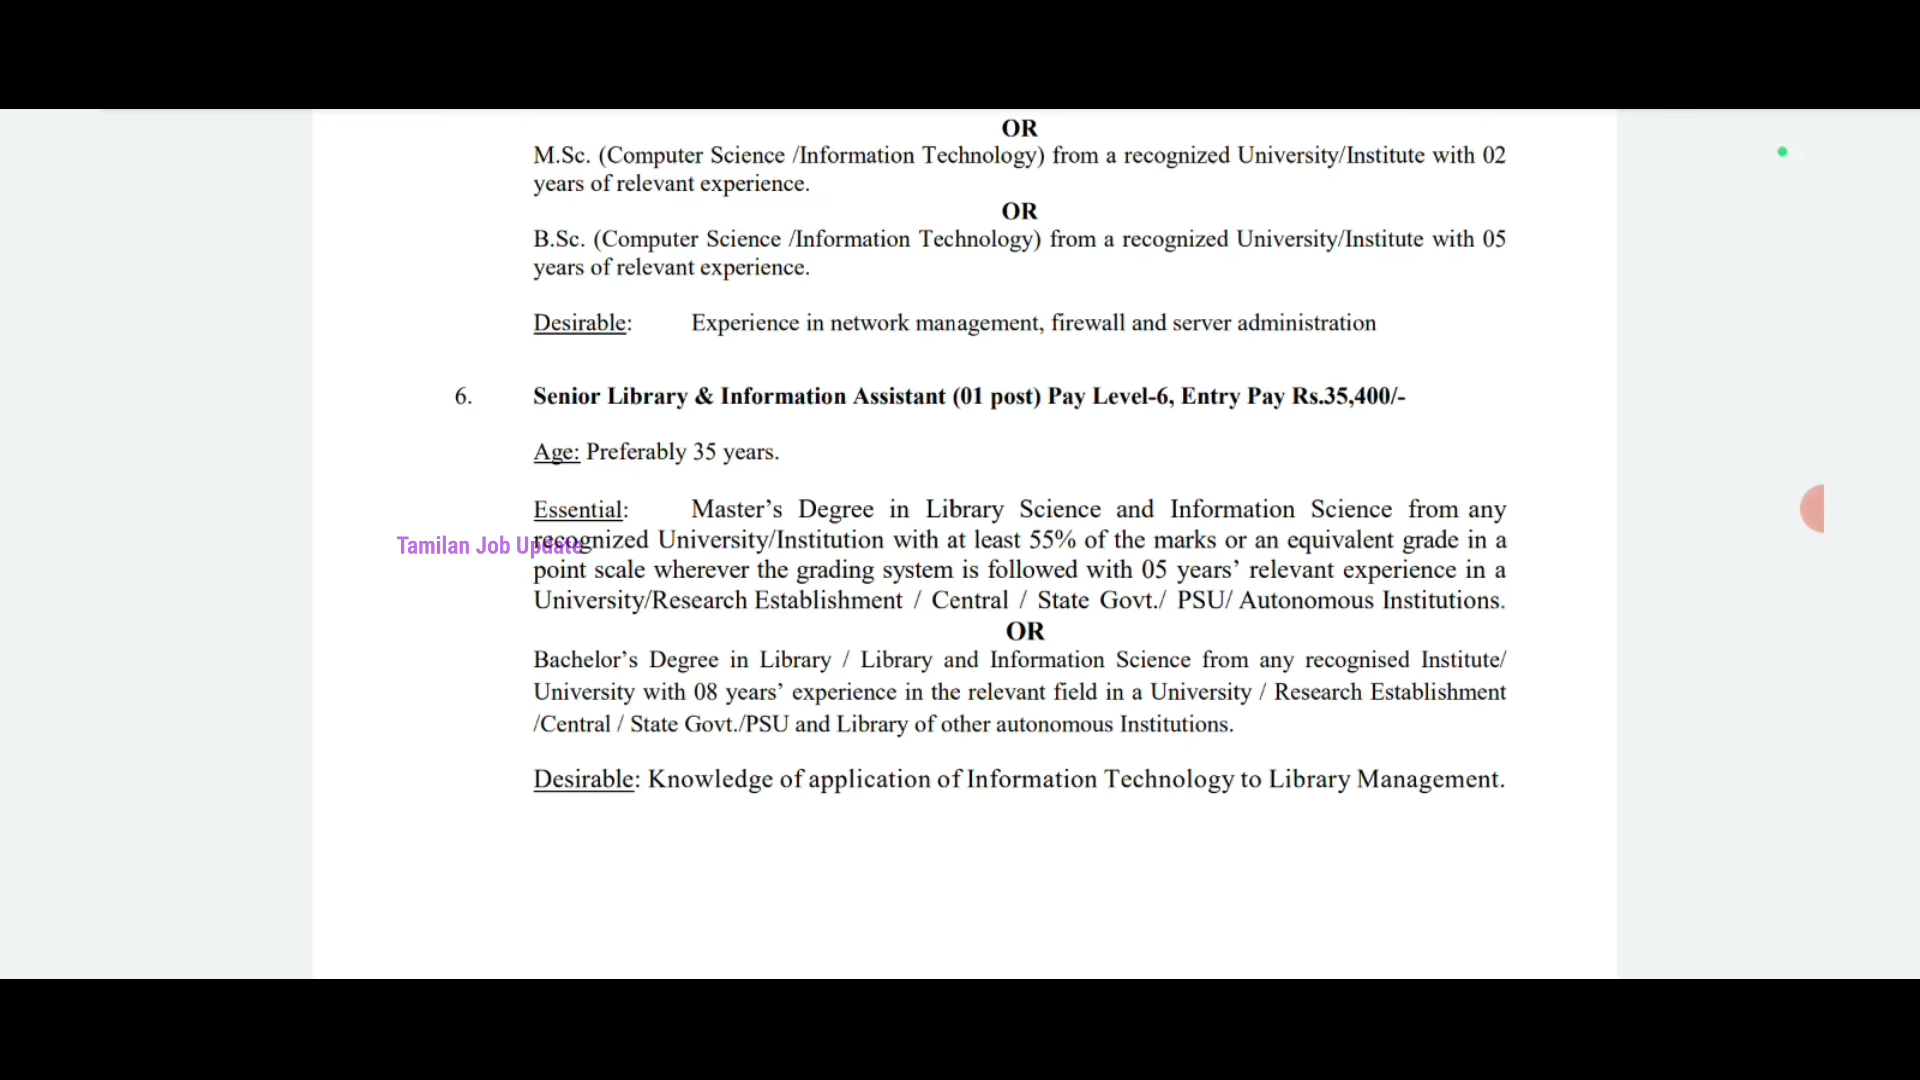 OR
M.Sc. (Computer Science /Information Technology) from a recognized University/Institute with 02
years of relevant experience.
OR
B.Sc. (Computer Science /Information Technology) from a recognized University/Institute with 05
years of relevant experience.
Desirable: Experience in network management, firewall and server administration
6. Senior Library & Information Assistant (01 post) Pay Level-6, Entry Pay Rs.35,400/-
Age: Preferably 35 years.
Essential: Master’s Degree in Library Science and Information Science from any
Tamilan Job Update
recognized University/Institution with at least 55% of the marks or an equivalent grade in a
point scale wherever the grading system is followed with 05 years’ relevant experience in a
University/Research Establishment / Central / State Govt./ PSU/ Autonomous Institutions.
OR
Bachelor’s Degree in Library / Library and Information Science from any recognised Institute/
University with 08 years’ experience in the relevant field in a University / Research Establishment
/Central / State Govt./PSU and Library of other autonomous Institutions.
Desirable: Knowledge of application of Information Technology to Library Management.